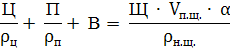 Ц/ρц + П/ρп + В = Щ · Vп.щ. · α / ρн.щ.